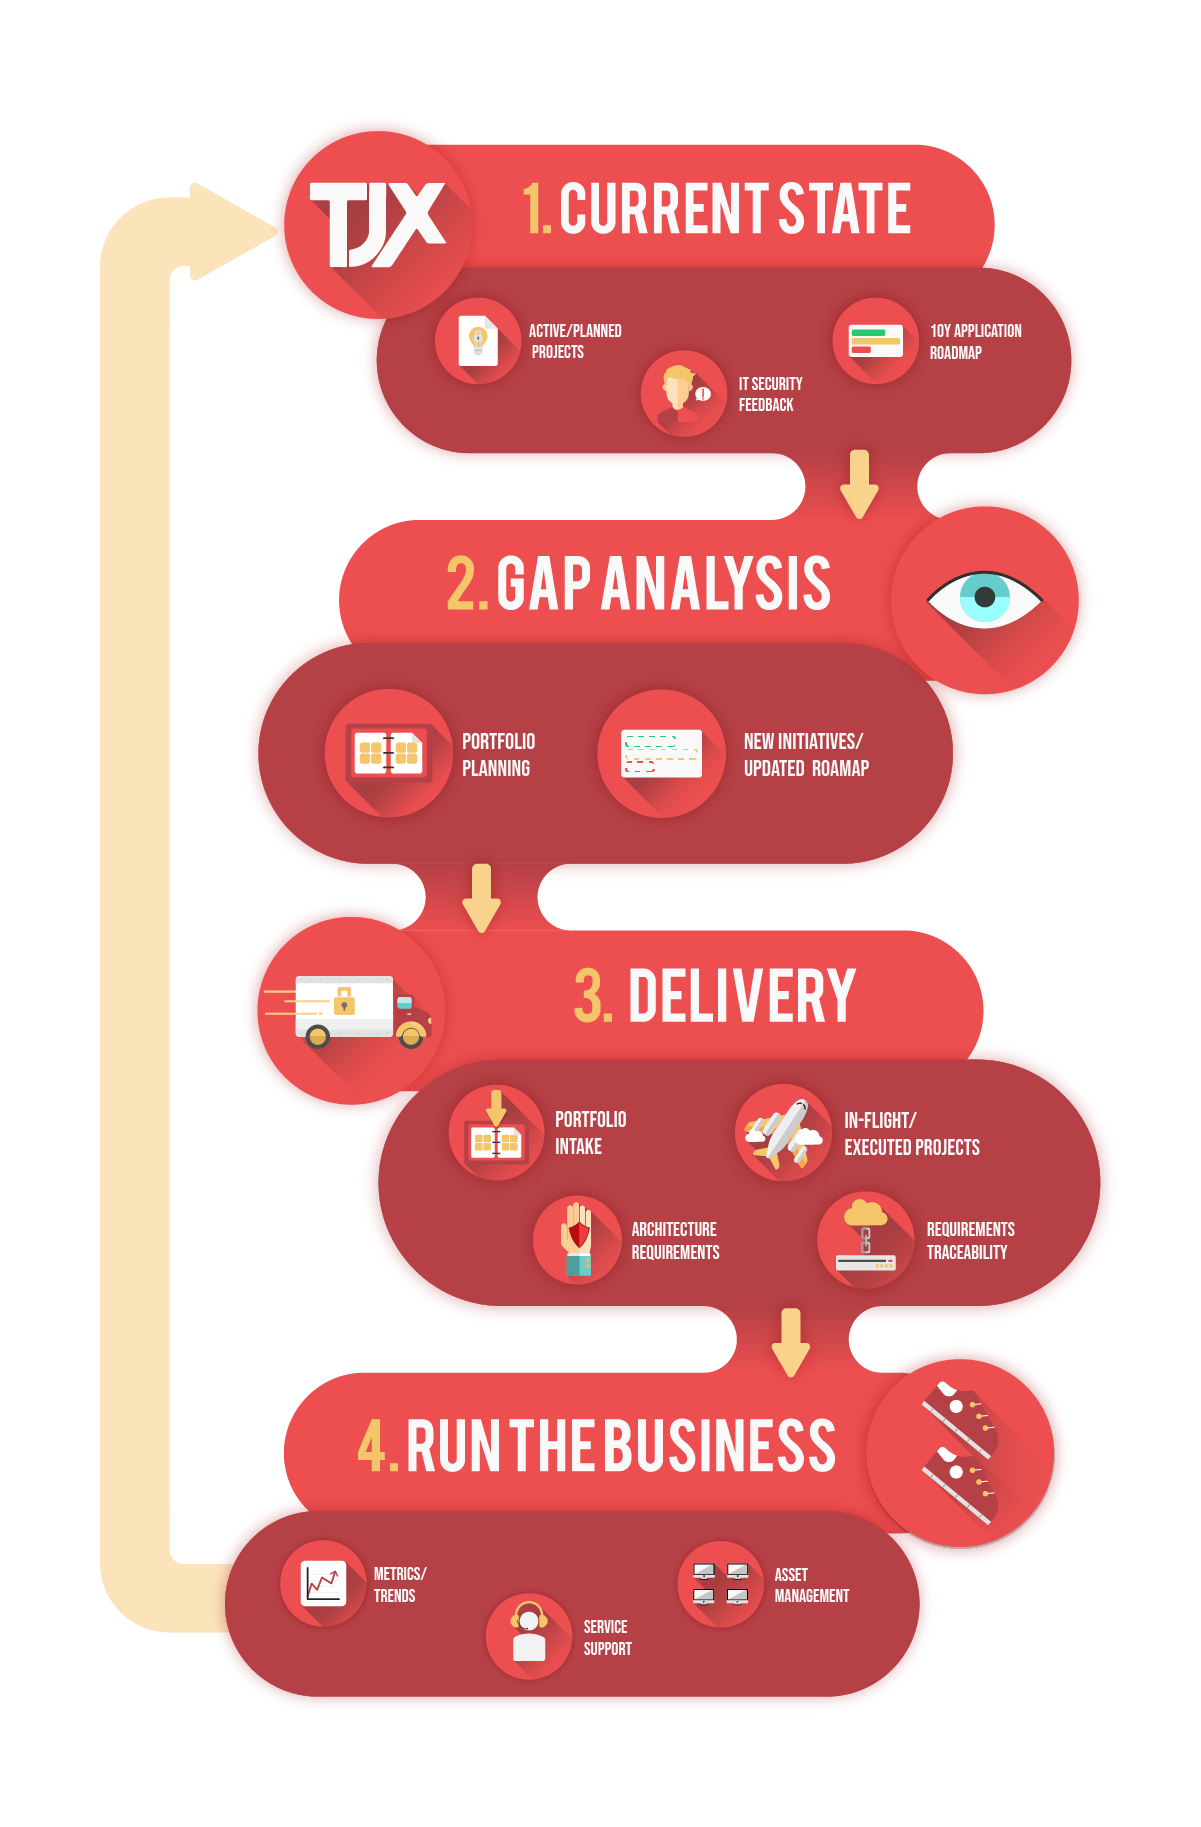 TJX
1. CURRENT STATE
ACTIVE/PLANNED
PROJECTS
IT SECURITY
FEEDBACK
10Y APPLICATION
ROADMAP
2. GAP ANALYSIS
PORTFOLIO
PLANNING
NEW INITIATIVES/
UPDATED ROAMAP
3. DELIVERY
PORTFOLIO
INTAKE
IN-FLIGHT/
EXECUTED PROJECTS
ARCHITECTURE
REQUIREMENTS
REQUIREMENTS
TRACEABILITY
4. RUN THE BUSINESS
METRICS/
TRENDS
SERVICE
SUPPORT
ASSET
MANAGEMENT